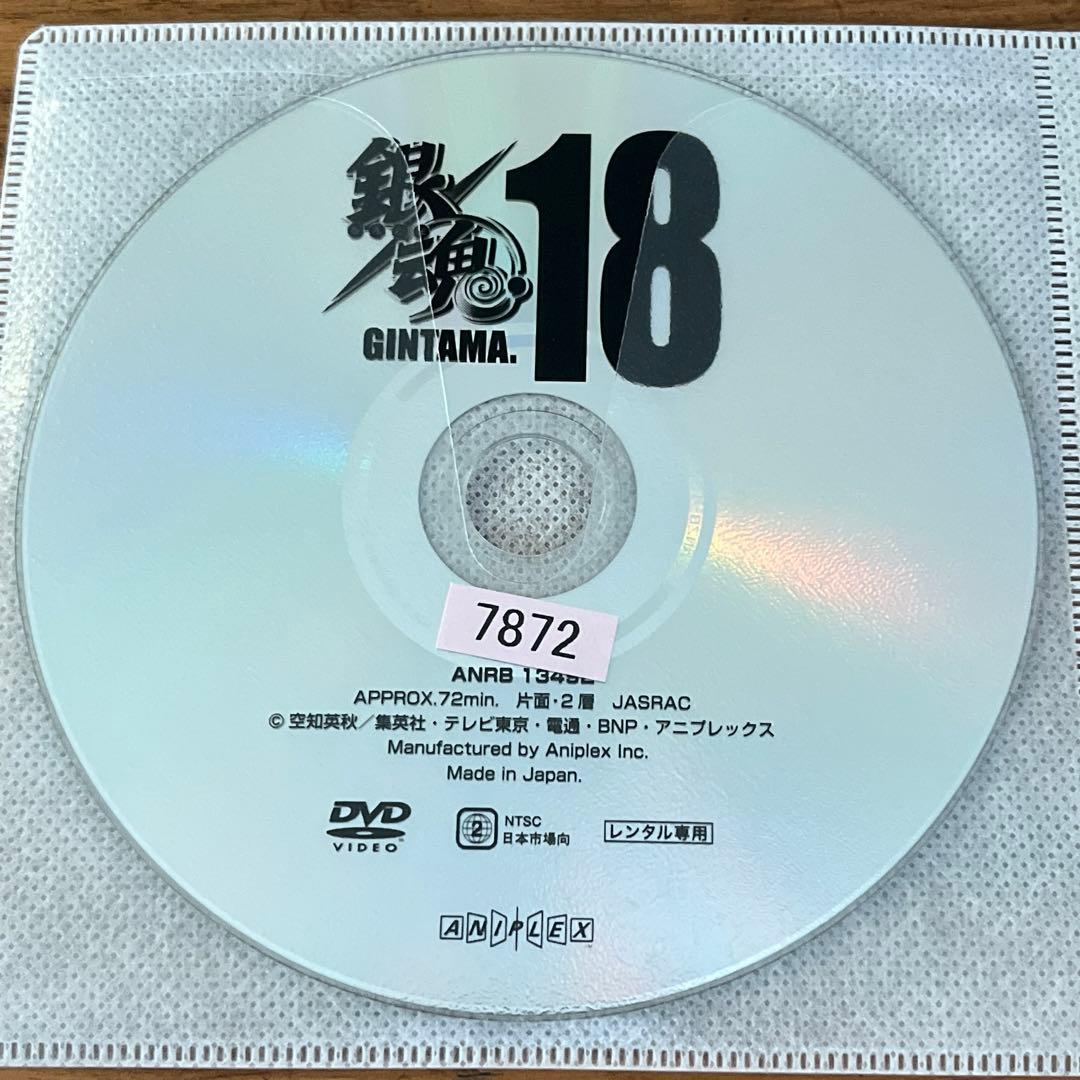 銀魂
GINTAMA.
18
7872
ANRB
APPROX.72min. 片面・2層 JASRAC
©空知英秋/集英社・テレビ東京・電通・BNP・アニプレックス
Manufactured by Aniplex Inc.
Made in Japan.
DVD
VIDEO
2
NTSC
日本市場向
レンタル専用
ANIPLEX